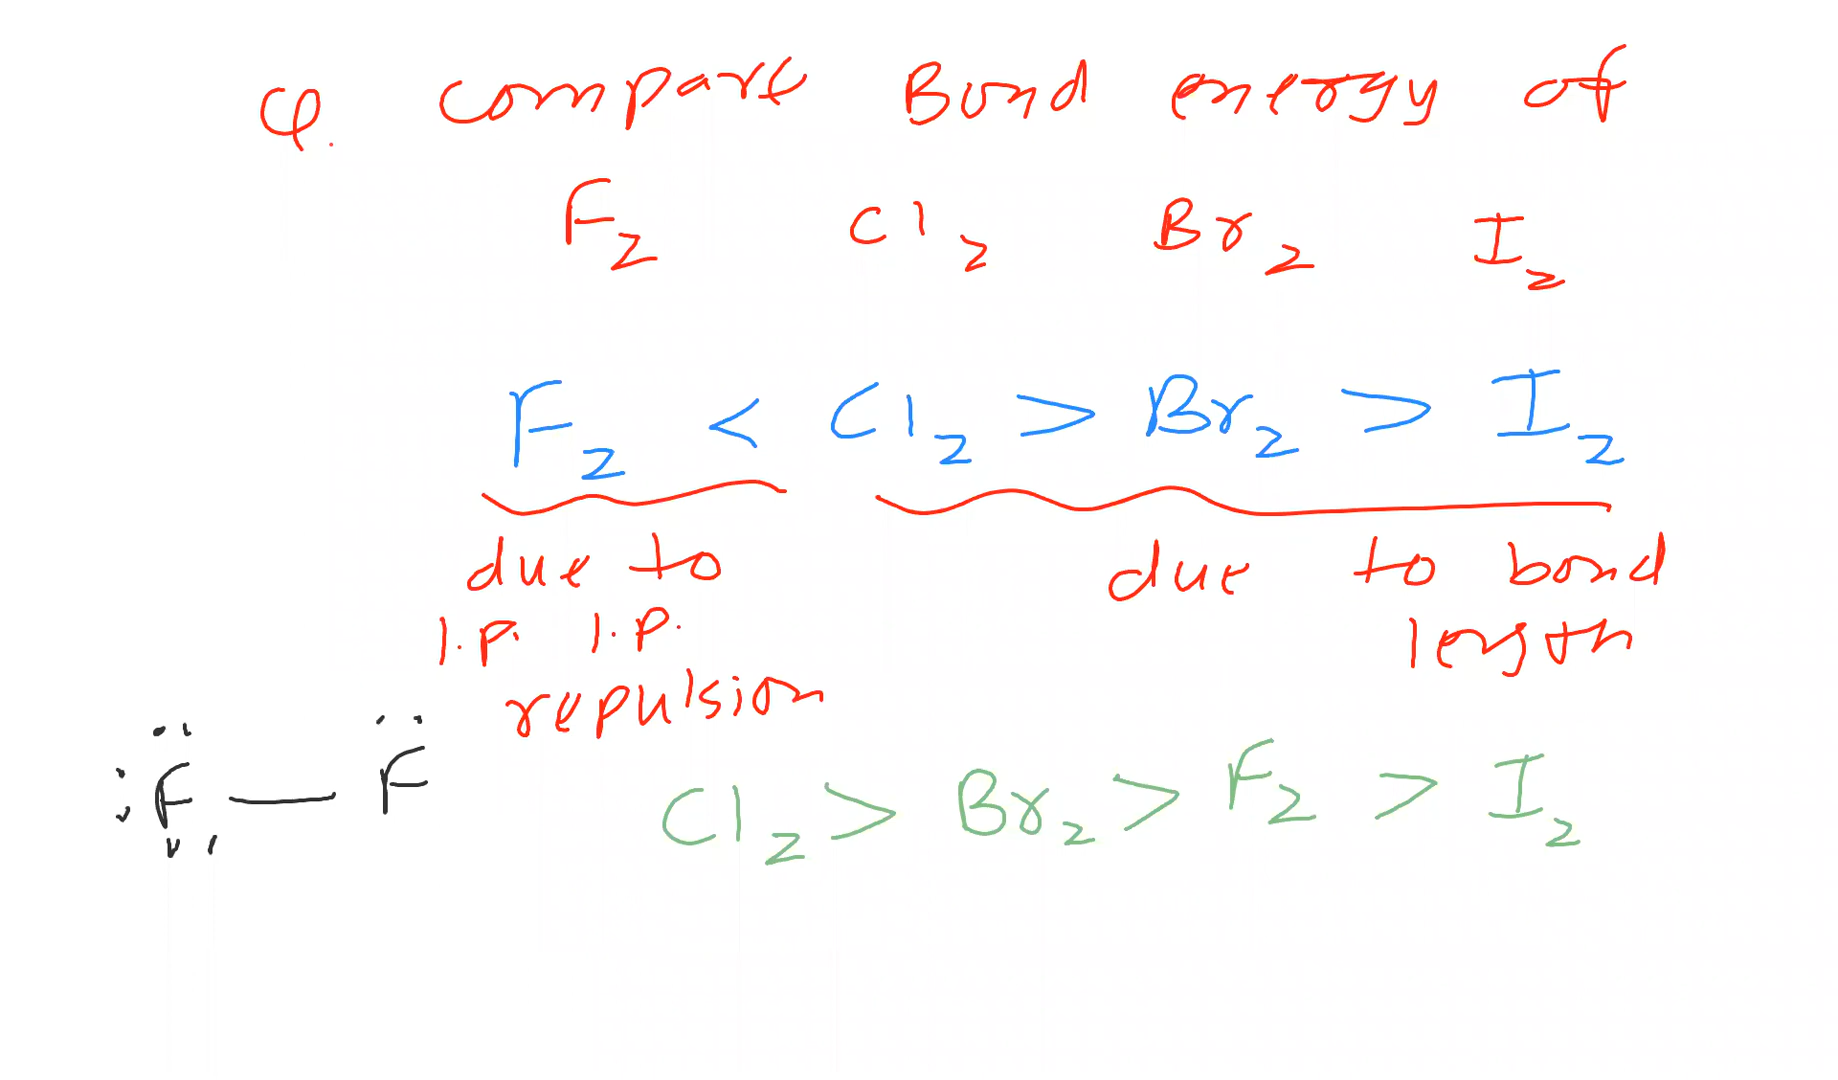 Q. compare Bond energy of
F2 Cl2 Br2 I2
F2 < Cl2 > Br2 > I2
due to due to bond
l.p. l.p. length
repulsion
F — F Cl2 > Br2 > F2 > I2